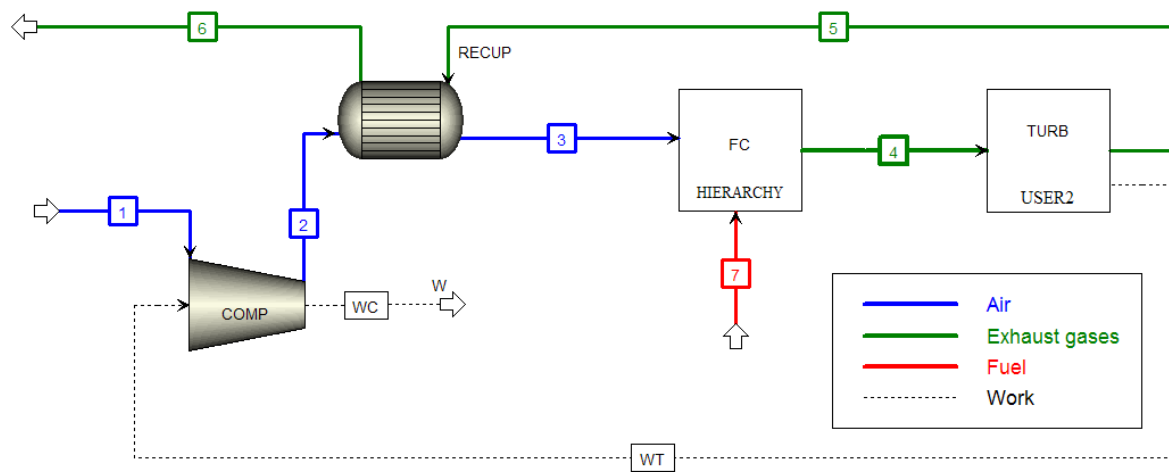 6
5
RECUP
3
FC
HIERARCHY
4
TURB
USER2
1
2
7
COMP
WC
W
Air
Exhaust gases
Fuel
Work
WT